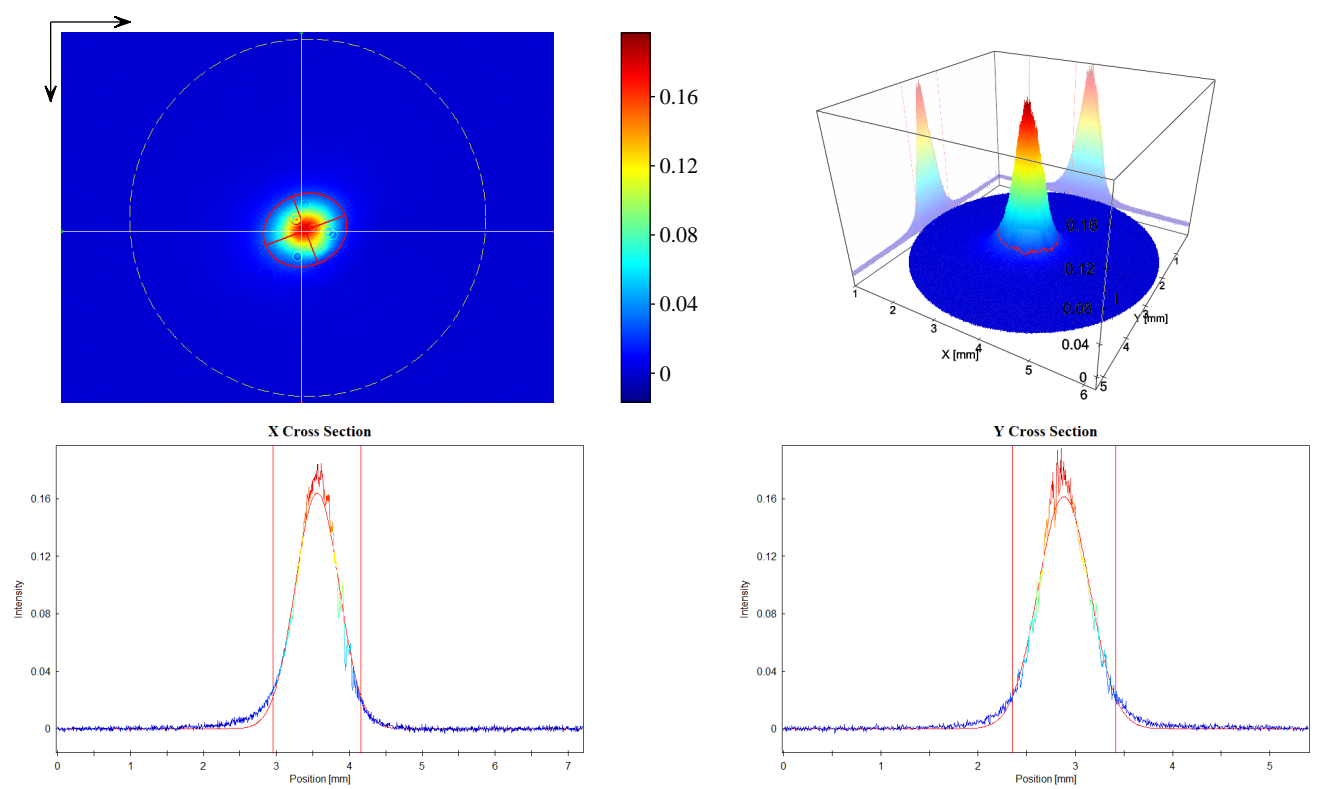 0.16
0.12
0.08
0.04
0
0.16
0.12
0.08
0.04
0
1
2
3
4
5
6
X [mm]
1
2
3
4
5
Y [mm]
I
X Cross Section
0.16
0.12
0.08
0.04
0
Intensity
0 1 2 3 4 5 6 7
Position [mm]
Y Cross Section
0.16
0.12
0.08
0.04
0
Intensity
0 1 2 3 4 5
Position [mm]